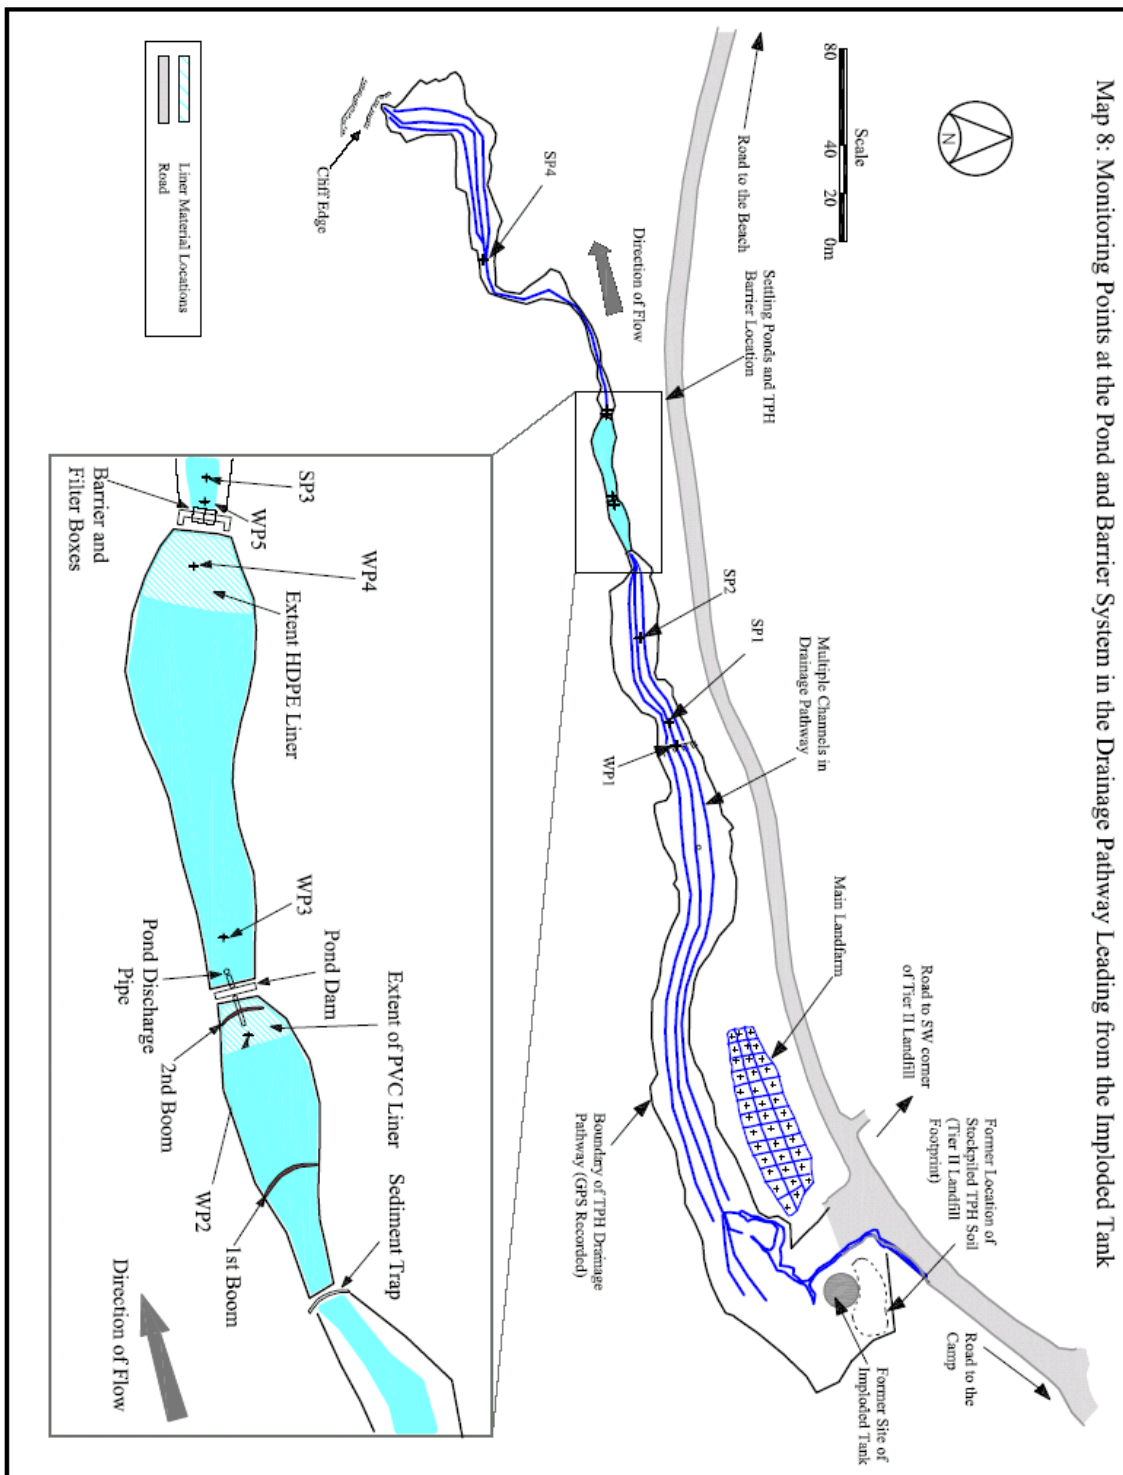 Map 8: Monitoring Points at the Pond and Barrier System in the Drainage Pathway Leading from the Imploded Tank
N
Scale
80
40
20
0m
Road to the Beach
Settling Ponds and TPH
Barrier Location
Direction of Flow
SP4
Cliff Edge
Liner Material Locations
Road
SP2
SP1
WP1
Multiple Channels in
Drainage Pathway
Main Landfarm
Road to SW corner
of Tier II Landfill
Former Location of
Stockpiled TPH Soil
(Tier II Landfill
Footprint)
Road to the
Camp
Former Site of
Imploded Tank
Boundary of TPH Drainage
Pathway (GPS Recorded)
SP3
WP5
WP4
Extent HDPE Liner
Barrier and
Filter Boxes
WP3
Pond Dam
Extent of PVC Liner
Sediment Trap
Pond Discharge
Pipe
2nd Boom
WP2
1st Boom
Direction of Flow